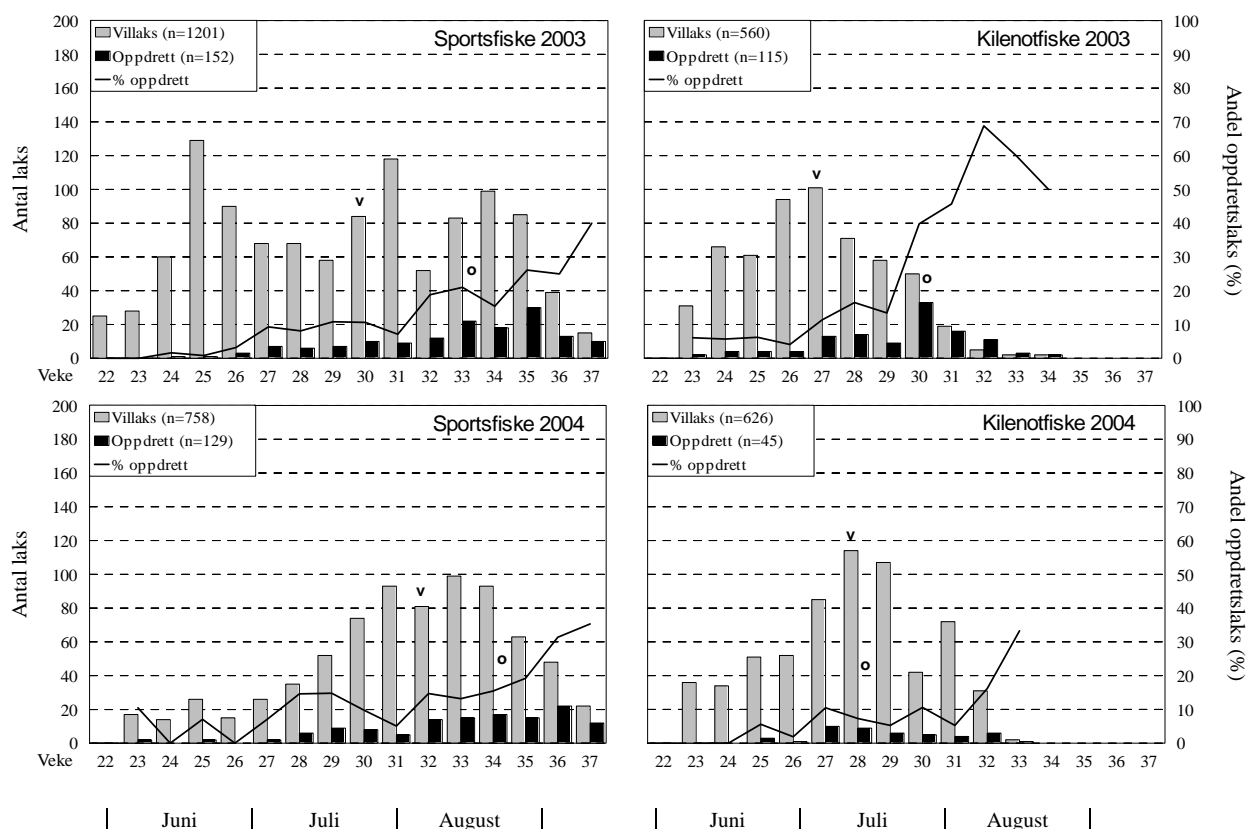 200
180
160
140
120
100
80
60
40
20
0
Antal laks
Villaks (n=1201)
Oppdrett (n=152)
% oppdrett
Sportsfiske 2003
v
o
Veke 22 23 24 25 26 27 28 29 30 31 32 33 34 35 36 37
Villaks (n=560)
Oppdrett (n=115)
% oppdrett
Kilenotfiske 2003
v
o
22 23 24 25 26 27 28 29 30 31 32 33 34 35 36 37
100
90
80
70
60
50
40
30
20
10
0
Andel oppdrettslaks (%)
200
180
160
140
120
100
80
60
40
20
0
Antal laks
Villaks (n=758)
Oppdrett (n=129)
% oppdrett
Sportsfiske 2004
v
o
Veke 22 23 24 25 26 27 28 29 30 31 32 33 34 35 36 37
Juni Juli August
Villaks (n=626)
Oppdrett (n=45)
% oppdrett
Kilenotfiske 2004
v
o
22 23 24 25 26 27 28 29 30 31 32 33 34 35 36 37
Juni Juli August
100
90
80
70
60
50
40
30
20
10
0
Andel oppdrettslaks (%)